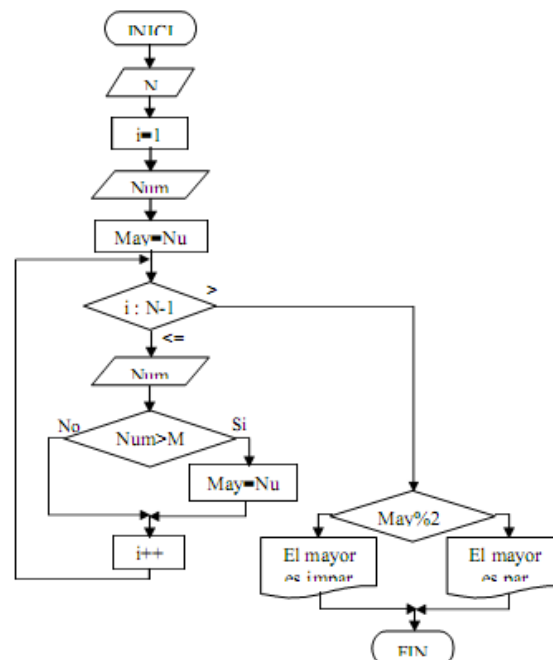 INICI
N
i=1
Num
May=Nu
i : N-1
>
<=
Num
No
Num>M
Si
May=Nu
i++
May%2
El mayor
es impar
El mayor
es par
FIN